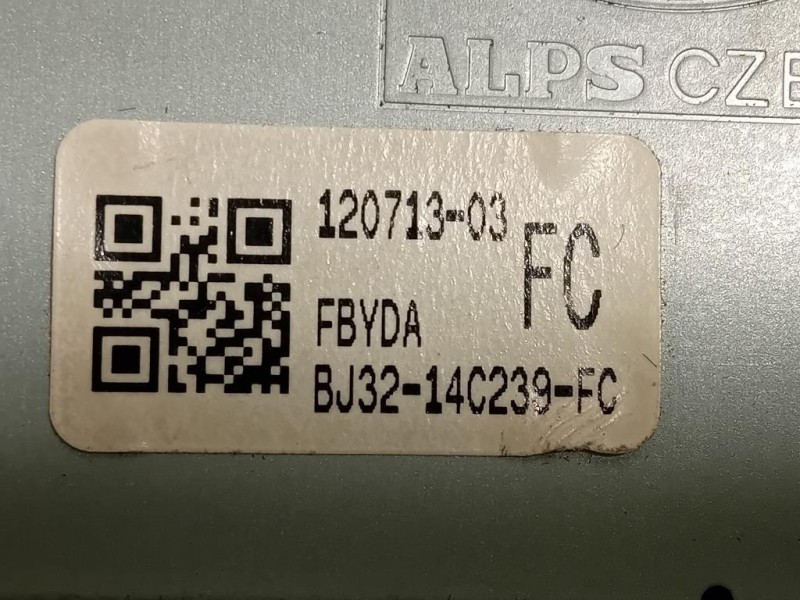 ALPS CZE
120713-03
FC
FBYDA
BJ32-14C239-FC